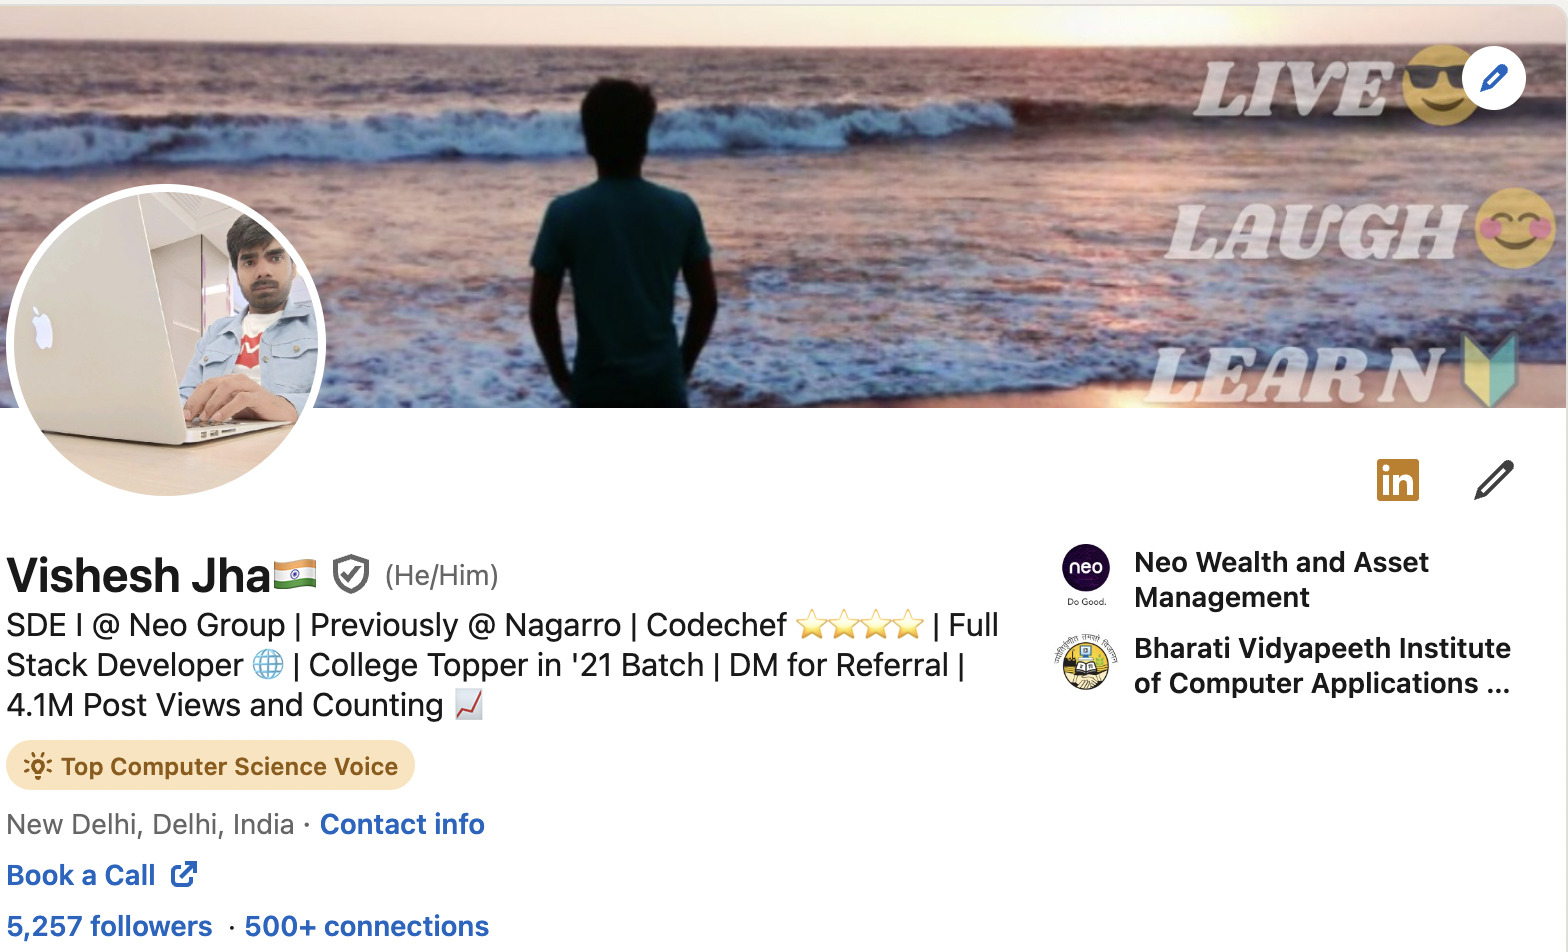 LIVE😎
LAUGH😊
LEARN🔰
in
Vishesh Jha🇮🇳 (He/Him)
SDE I @ Neo Group | Previously @ Nagarro | Codechef ⭐⭐⭐⭐ | Full
Stack Developer 🌐 | College Topper in '21 Batch | DM for Referral |
4.1M Post Views and Counting 📈
Top Computer Science Voice
New Delhi, Delhi, India · Contact info
Book a Call
5,257 followers · 500+ connections
neo
Do Good.
Neo Wealth and Asset
Management
Bharati Vidyapeeth Institute
of Computer Applications ...